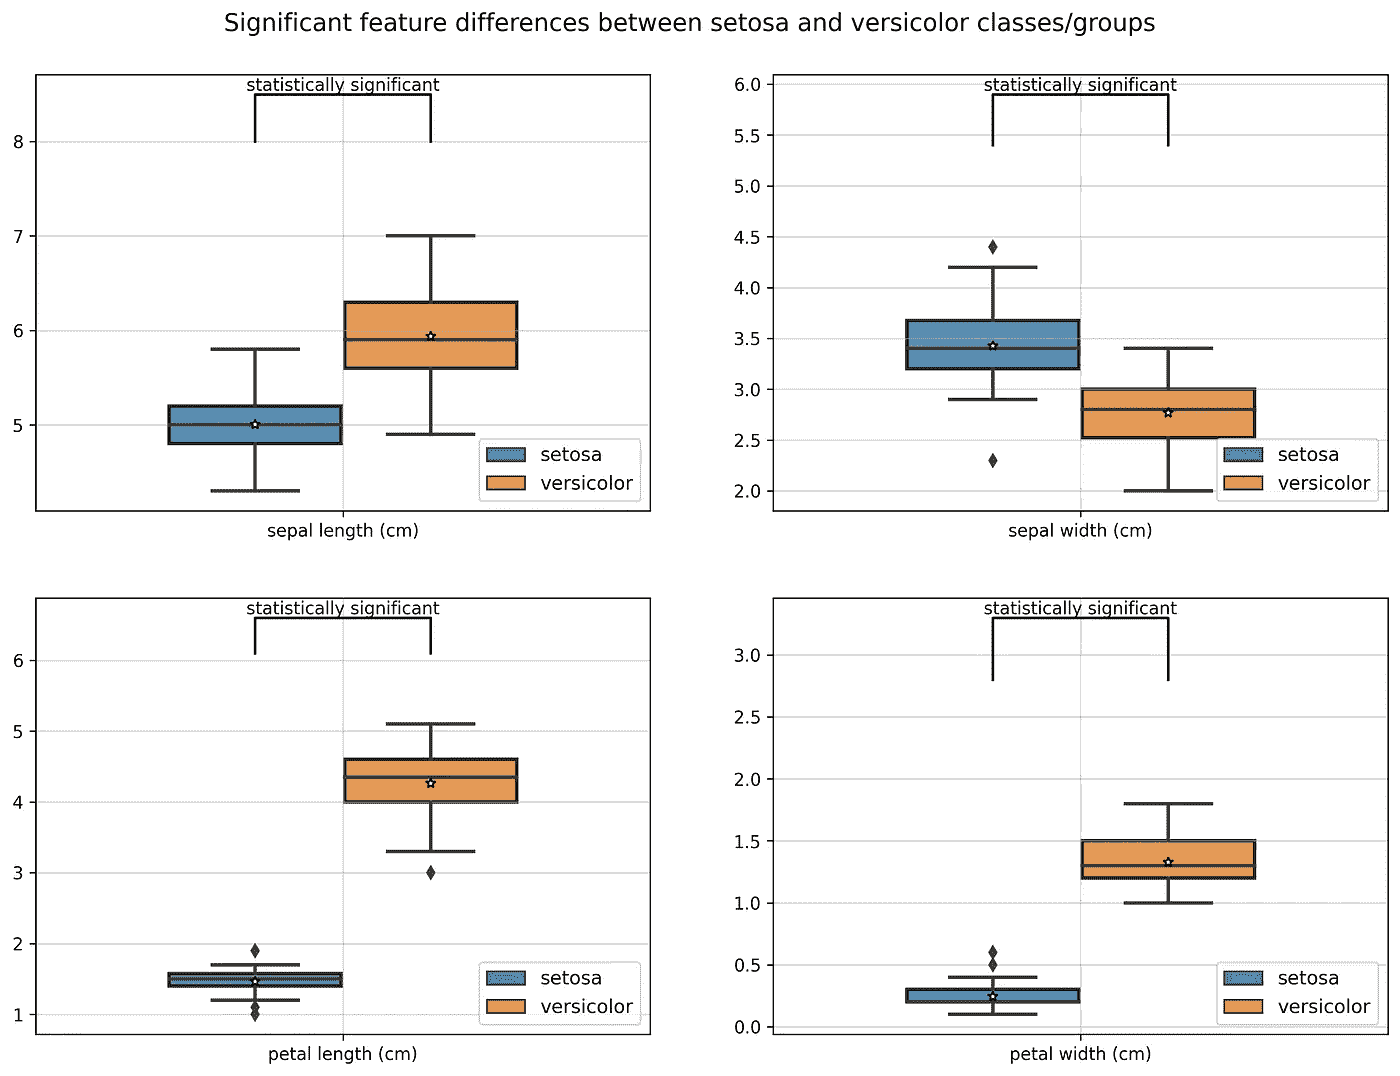 Significant feature differences between setosa and versicolor classes/groups
statistically significant
8
7
6
5
setosa
versicolor
sepal length (cm)
statistically significant
6.0
5.5
5.0
4.5
4.0
3.5
3.0
2.5
2.0
setosa
versicolor
sepal width (cm)
statistically significant
6
5
4
3
2
1
setosa
versicolor
petal length (cm)
statistically significant
3.0
2.5
2.0
1.5
1.0
0.5
0.0
setosa
versicolor
petal width (cm)